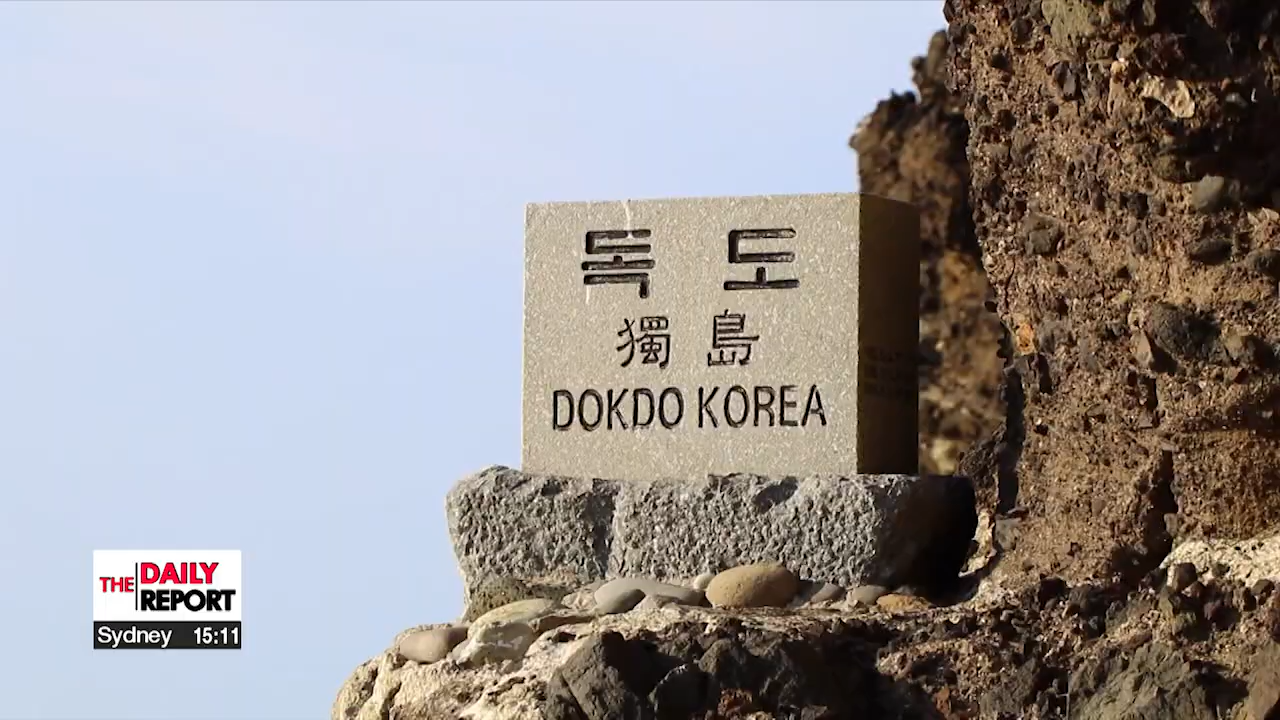 독도
獨島
DOKDO KOREA
THE DAILY REPORT
Sydney 15:11